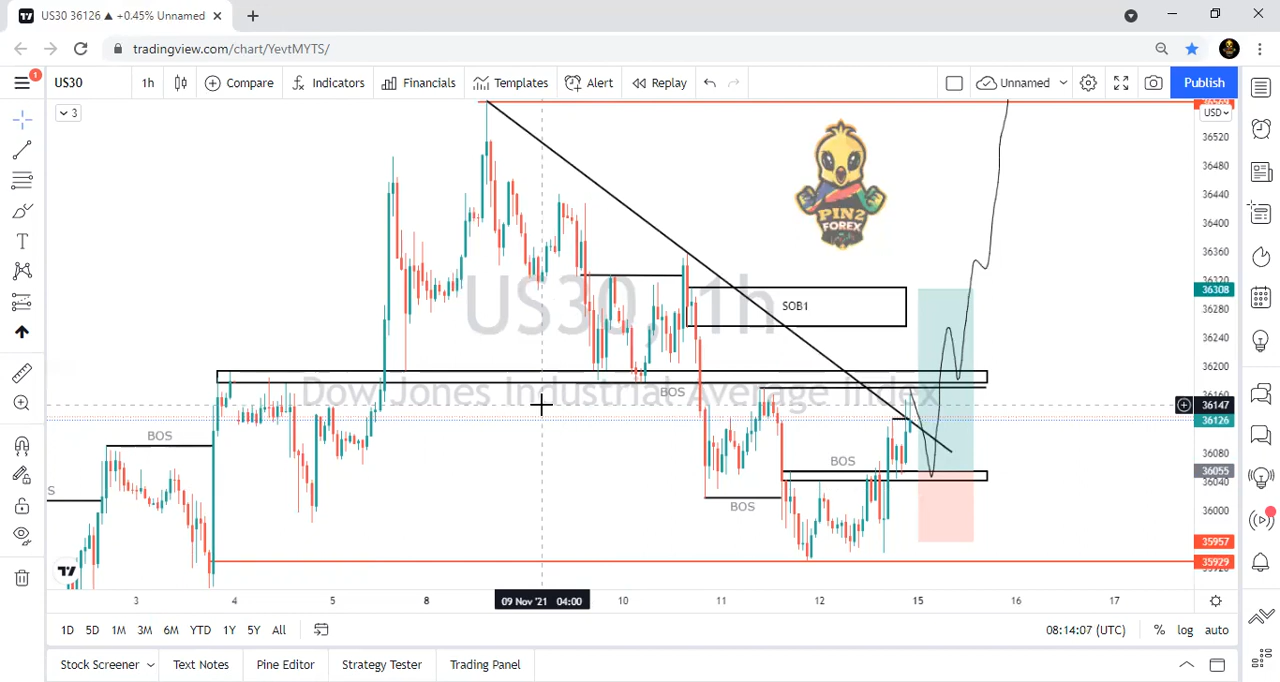 US30 36126 ▲ +0.45% Unnamed
tradingview.com/chart/YevtMYTS/
1
US30
1h
Compare
Indicators
Financials
Templates
Alert
Replay
Unnamed
Publish
3
USD
36520
36480
36440
36400
36360
36320
36308
36280
36240
36200
36160
36147
36126
36080
36055
36040
36000
35957
35929
PIN2
FOREX
US30, 1h
Dow Jones Industrial Average Index
SOB1
BOS
BOS
BOS
BOS
S
3
4
5
8
09 Nov '21 04:00
10
11
12
15
16
17
1D
5D
1M
3M
6M
YTD
1Y
5Y
All
08:14:07 (UTC)
%
log
auto
Stock Screener
Text Notes
Pine Editor
Strategy Tester
Trading Panel